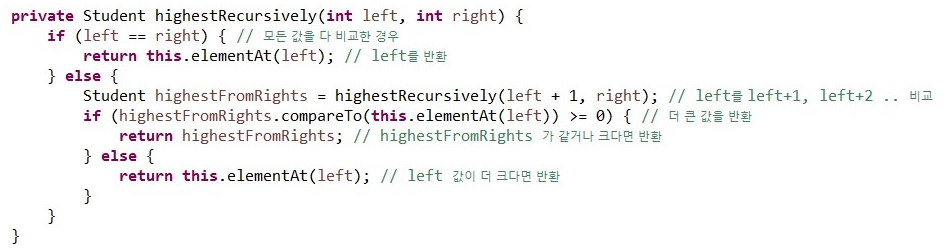 private Student highestRecursively(int left, int right) {
if (left == right) { // 모든 값을 다 비교한 경우
return this.elementAt(left); // left를 반환
} else {
Student highestFromRights = highestRecursively(left + 1, right); // left를 left+1, left+2 .. 비교
if (highestFromRights.compareTo(this.elementAt(left)) >= 0) { // 더 큰 값을 반환
return highestFromRights; // highestFromRights 가 같거나 크다면 반환
} else {
return this.elementAt(left); // left 값이 더 크다면 반환
}
}
}